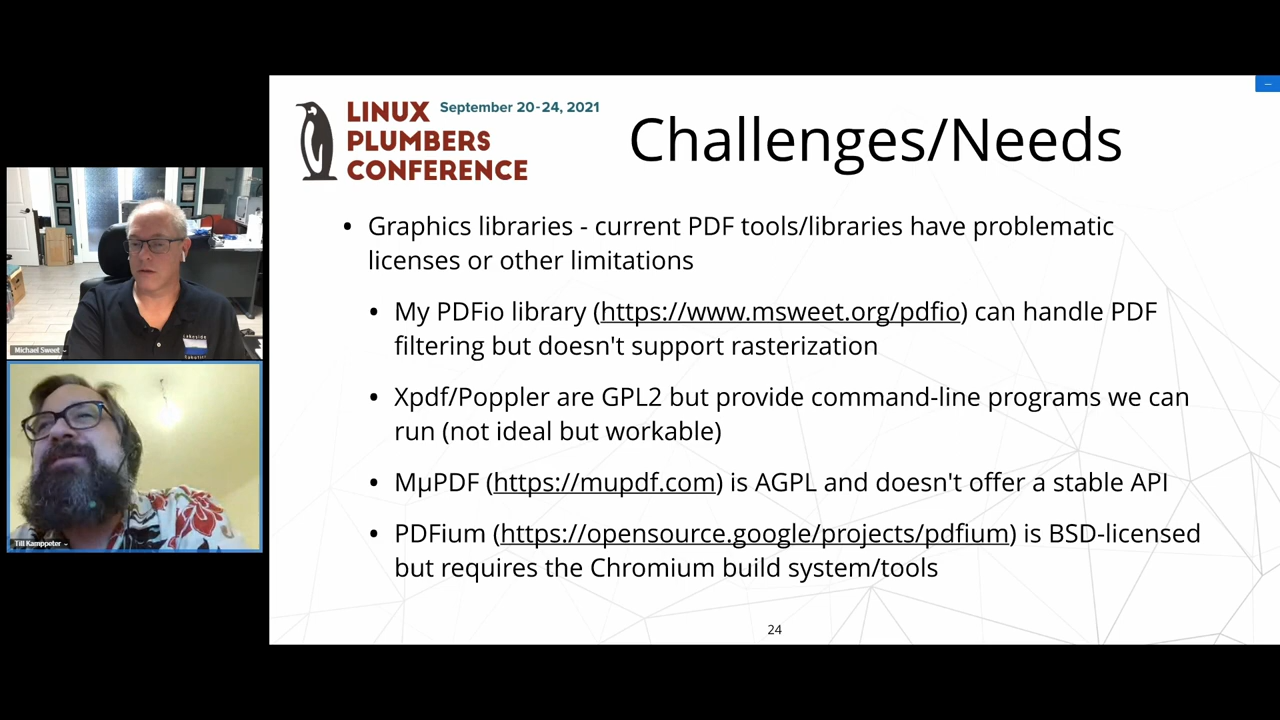 LINUX September 20-24, 2021
PLUMBERS
CONFERENCE
Challenges/Needs
• Graphics libraries - current PDF tools/libraries have problematic
licenses or other limitations
• My PDFio library (https://www.msweet.org/pdfio) can handle PDF
filtering but doesn't support rasterization
• Xpdf/Poppler are GPL2 but provide command-line programs we can
run (not ideal but workable)
• MµPDF (https://mupdf.com) is AGPL and doesn't offer a stable API
• PDFium (https://opensource.google/projects/pdfium) is BSD-licensed
but requires the Chromium build system/tools
24
Michael Sweet
Till Kamppeter
Lakeside